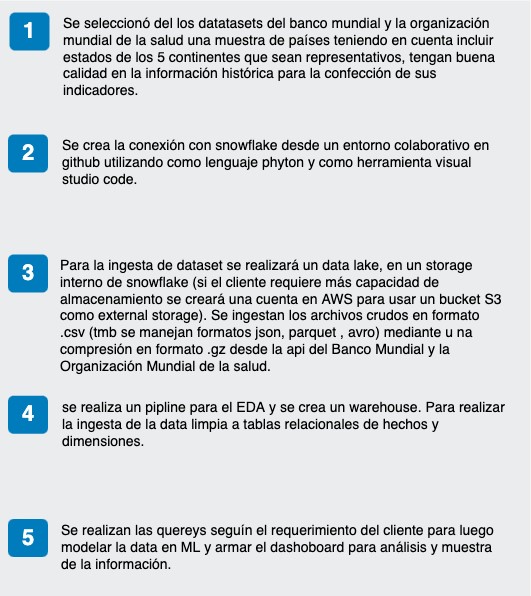 1
Se seleccionó del los datatasets del banco mundial y la organización
mundial de la salud una muestra de países teniendo en cuenta incluir
estados de los 5 continentes que sean representativos, tengan buena
calidad en la información histórica para la confección de sus
indicadores.
2
Se crea la conexión con snowflake desde un entorno colaborativo en
github utilizando como lenguaje phyton y como herramienta visual
studio code.
3
Para la ingesta de dataset se realizará un data lake, en un storage
interno de snowflake (si el cliente requiere más capacidad de
almacenamiento se creará una cuenta en AWS para usar un bucket S3
como external storage). Se ingestan los archivos crudos en formato
.csv (tmb se manejan formatos json, parquet , avro) mediante u na
compresión en formato .gz desde la api del Banco Mundial y la
Organización Mundial de la salud.
4
se realiza un pipline para el EDA y se crea un warehouse. Para realizar
la ingesta de la data limpia a tablas relacionales de hechos y
dimensiones.
5
Se realizan las quereys seguín el requerimiento del cliente para luego
modelar la data en ML y armar el dashoboard para análisis y muestra
de la información.